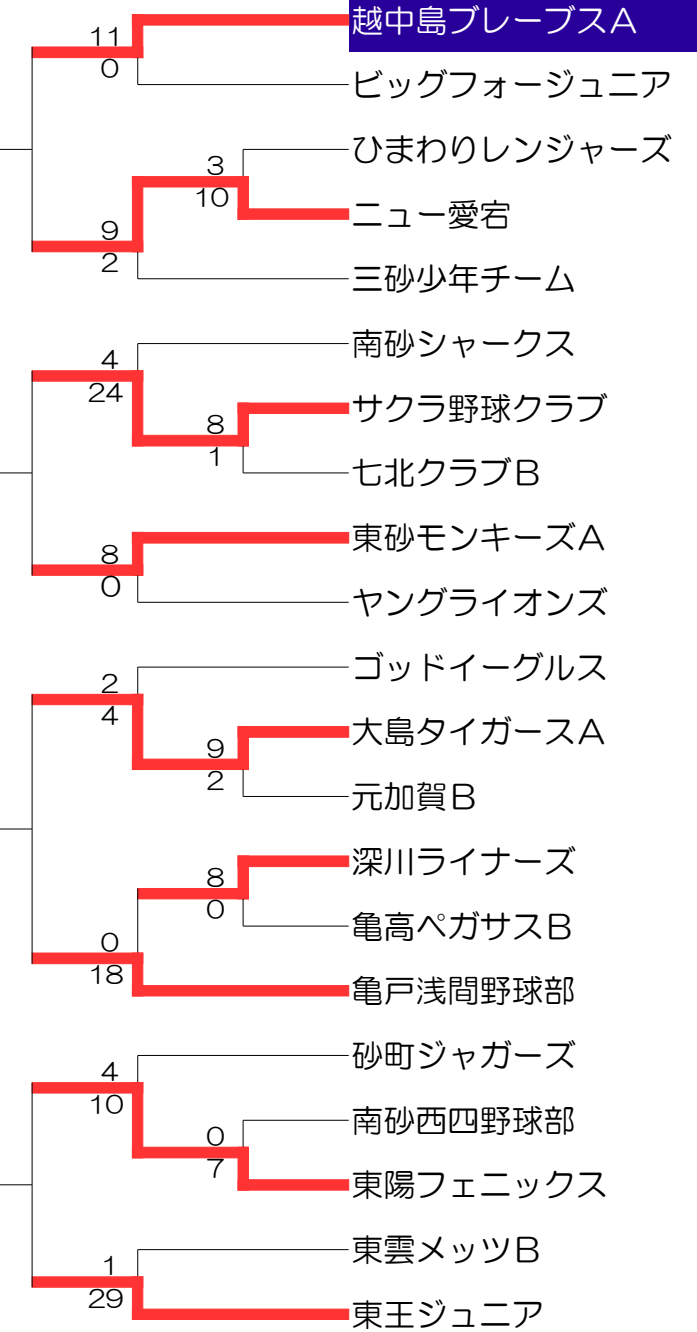 越中島ブレーブスA
11
0
ビッグフォージュニア
ひまわりレンジャーズ
3
10
ニュー愛宕
9
2
三砂少年チーム
南砂シャークス
4
24
サクラ野球クラブ
8
1
七北クラブB
東砂モンキーズA
8
0
ヤングライオンズ
ゴッドイーグルス
2
4
大島タイガースA
9
2
元加賀B
深川ライナーズ
8
0
亀高ペガサスB
0
18
亀戸浅間野球部
砂町ジャガーズ
4
10
南砂西四野球部
0
7
東陽フェニックス
東雲メッツB
1
29
東王ジュニア